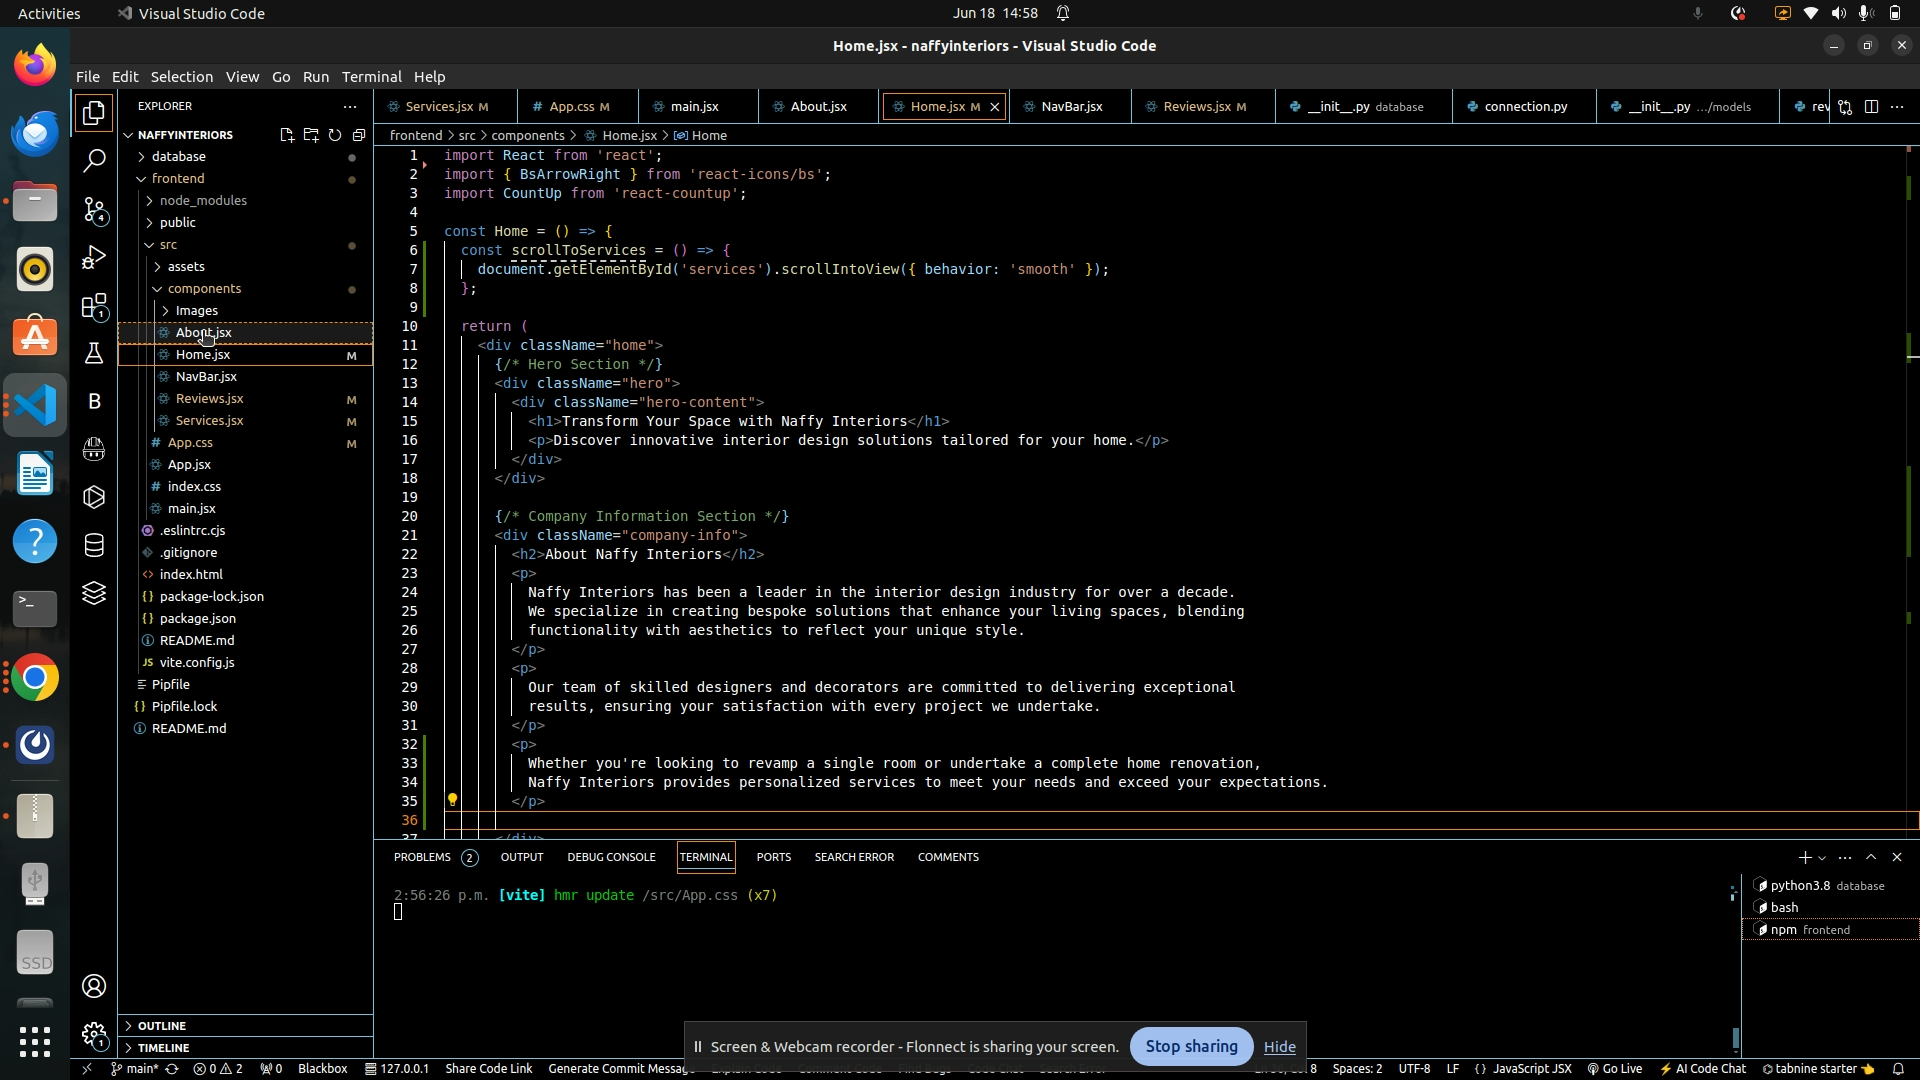 Activities
Visual Studio Code
Jun 18 14:58
Home.jsx - naffyinteriors - Visual Studio Code
File Edit Selection View Go Run Terminal Help
EXPLORER
NAFFYINTERIORS
database
frontend
node_modules
public
src
assets
components
Images
About.jsx
Home.jsx M
NavBar.jsx
Reviews.jsx M
Services.jsx M
App.css M
App.jsx
index.css
main.jsx
.eslintrc.cjs
.gitignore
index.html
package-lock.json
package.json
README.md
vite.config.js
Pipfile
Pipfile.lock
README.md
OUTLINE
TIMELINE
Services.jsx M App.css M main.jsx About.jsx Home.jsx M NavBar.jsx Reviews.jsx M __init__.py database connection.py __init__.py .../models rev
frontend > src > components > Home.jsx > Home
1 import React from 'react';
2 import { BsArrowRight } from 'react-icons/bs';
3 import CountUp from 'react-countup';
4
5 const Home = () => {
6 const scrollToServices = () => {
7 document.getElementById('services').scrollIntoView({ behavior: 'smooth' });
8 };
9
10 return (
11 <div className="home">
12 {/* Hero Section */}
13 <div className="hero">
14 <div className="hero-content">
15 <h1>Transform Your Space with Naffy Interiors</h1>
16 <p>Discover innovative interior design solutions tailored for your home.</p>
17 </div>
18 </div>
19
20 {/* Company Information Section */}
21 <div className="company-info">
22 <h2>About Naffy Interiors</h2>
23 <p>
24 Naffy Interiors has been a leader in the interior design industry for over a decade.
25 We specialize in creating bespoke solutions that enhance your living spaces, blending
26 functionality with aesthetics to reflect your unique style.
27 </p>
28 <p>
29 Our team of skilled designers and decorators are committed to delivering exceptional
30 results, ensuring your satisfaction with every project we undertake.
31 </p>
32 <p>
33 Whether you're looking to revamp a single room or undertake a complete home renovation,
34 Naffy Interiors provides personalized services to meet your needs and exceed your expectations.
35 </p>
36
37 </div>
PROBLEMS 2 OUTPUT DEBUG CONSOLE TERMINAL PORTS SEARCH ERROR COMMENTS
2:56:26 p.m. [vite] hmr update /src/App.css (x7)
python3.8 database
bash
npm frontend
Screen & Webcam recorder - Flonnect is sharing your screen.
Stop sharing
Hide
main* 0 2 0 Blackbox 127.0.0.1 Share Code Link Generate Commit Message Spaces: 2 UTF-8 LF JavaScript JSX Go Live AI Code Chat tabnine starter